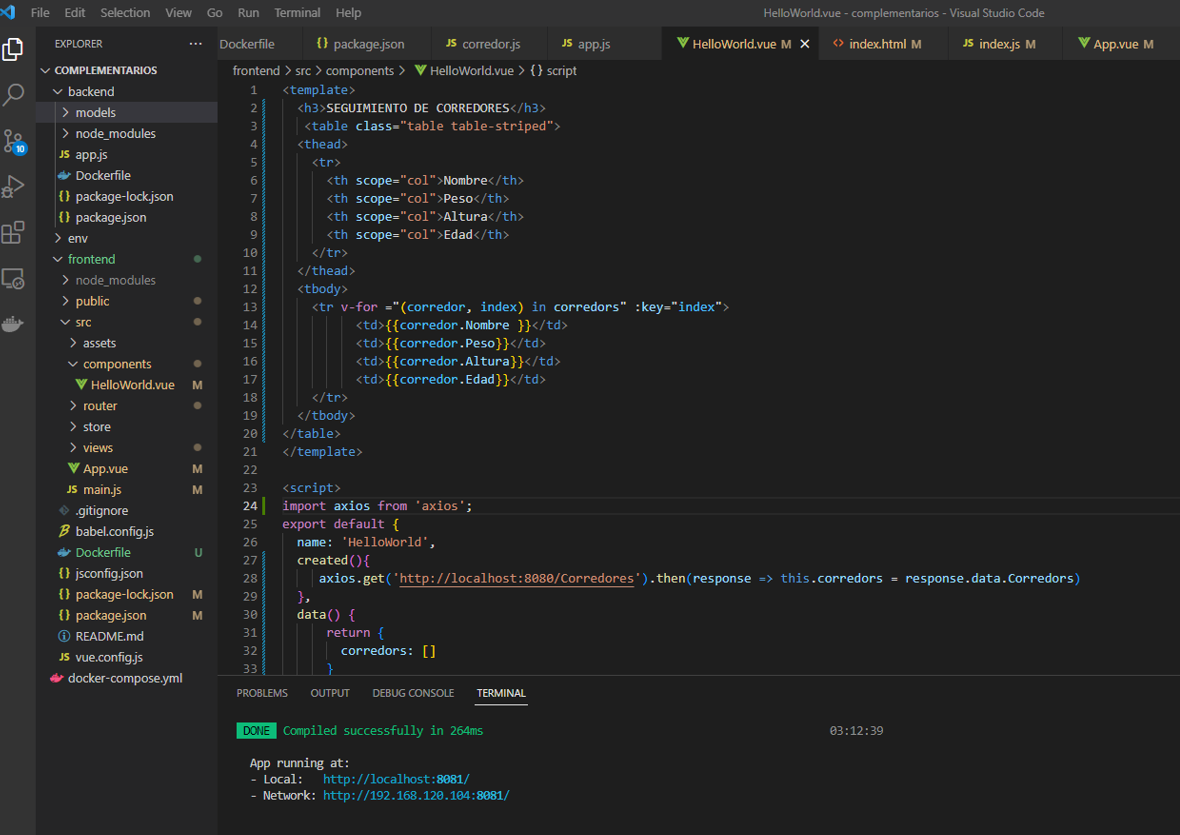 File Edit Selection View Go Run Terminal Help
HelloWorld.vue - complementarios - Visual Studio Code
EXPLORER ...
Dockerfile {} package.json JS corredor.js JS app.js HelloWorld.vue M × <> index.html M JS index.js M App.vue M
COMPLEMENTARIOS
backend
models
node_modules
10
JS app.js
Dockerfile
{} package-lock.json
{} package.json
env
frontend
node_modules
public
src
assets
components
HelloWorld.vue M
router
store
views
App.vue M
JS main.js M
.gitignore
babel.config.js
Dockerfile U
{} jsconfig.json
{} package-lock.json M
{} package.json M
README.md
JS vue.config.js
docker-compose.yml
frontend > src > components > HelloWorld.vue > {} script
1 <template>
2 <h3>SEGUIMIENTO DE CORREDORES</h3>
3 <table class="table table-striped">
4 <thead>
5 <tr>
6 <th scope="col">Nombre</th>
7 <th scope="col">Peso</th>
8 <th scope="col">Altura</th>
9 <th scope="col">Edad</th>
10 </tr>
11 </thead>
12 <tbody>
13 <tr v-for ="(corredor, index) in corredors" :key="index">
14 <td>{{corredor.Nombre }}</td>
15 <td>{{corredor.Peso}}</td>
16 <td>{{corredor.Altura}}</td>
17 <td>{{corredor.Edad}}</td>
18 </tr>
19 </tbody>
20 </table>
21 </template>
22
23 <script>
24 import axios from 'axios';
25 export default {
26 name: 'HelloWorld',
27 created(){
28 axios.get('http://localhost:8080/Corredores').then(response => this.corredors = response.data.Corredors)
29 },
30 data() {
31 return {
32 corredors: []
33 }
PROBLEMS OUTPUT DEBUG CONSOLE TERMINAL
DONE Compiled successfully in 264ms 03:12:39
App running at:
- Local: http://localhost:8081/
- Network: http://192.168.120.104:8081/